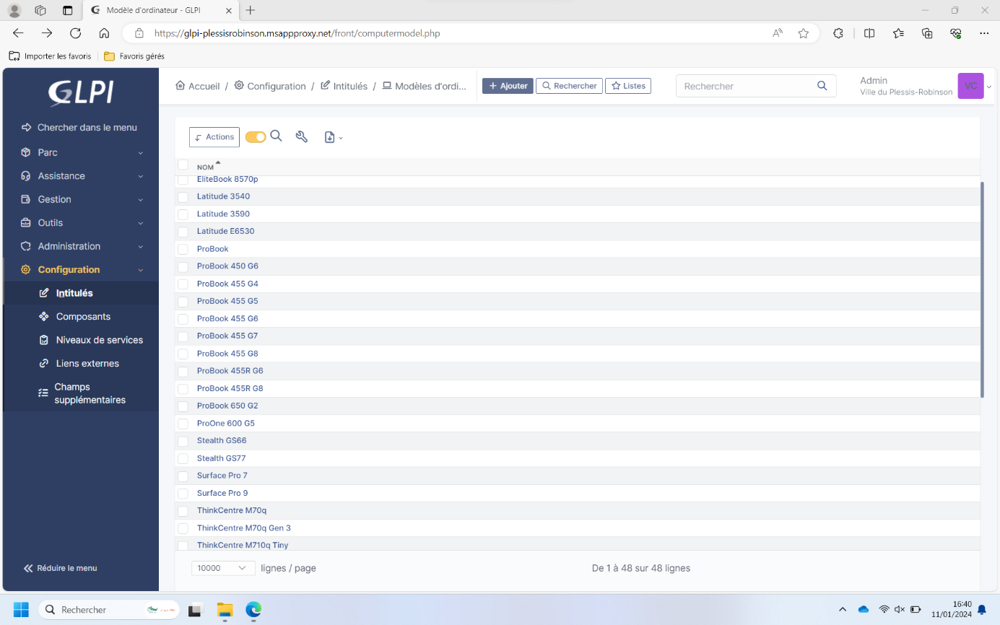 Modèle d'ordinateur - GLPI
https://glpi-plessisrobinson.msappproxy.net/front/computermodel.php
Importer les favoris
Favoris gérés
GLPI
Accueil / Configuration / Intitulés / Modèles d'ordi...
Ajouter
Rechercher
Listes
Rechercher
Admin
Ville du Plessis-Robinson
VC
Chercher dans le menu
Parc
Assistance
Gestion
Outils
Administration
Configuration
Intitulés
Composants
Niveaux de services
Liens externes
Champs
supplémentaires
Réduire le menu
Actions
NOM
EliteBook 8570p
Latitude 3540
Latitude 3590
Latitude E6530
ProBook
ProBook 450 G6
ProBook 455 G4
ProBook 455 G5
ProBook 455 G6
ProBook 455 G7
ProBook 455 G8
ProBook 455R G6
ProBook 455R G8
ProBook 650 G2
ProOne 600 G5
Stealth GS66
Stealth GS77
Surface Pro 7
Surface Pro 9
ThinkCentre M70q
ThinkCentre M70q Gen 3
ThinkCentre M710q Tiny
10000 lignes / page
De 1 à 48 sur 48 lignes
Rechercher
16:40
11/01/2024